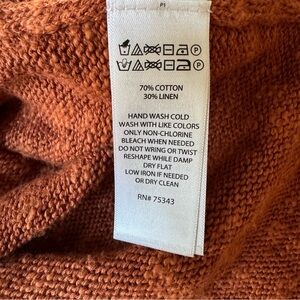 70% COTTON
30% LINEN
HAND WASH COLD
WASH WITH LIKE COLORS
ONLY NON-CHLORINE
BLEACH WHEN NEEDED
DO NOT WRING OR TWIST
RESHAPE WHILE DAMP
DRY FLAT
LOW IRON IF NEEDED
OR DRY CLEAN
RN# 75343